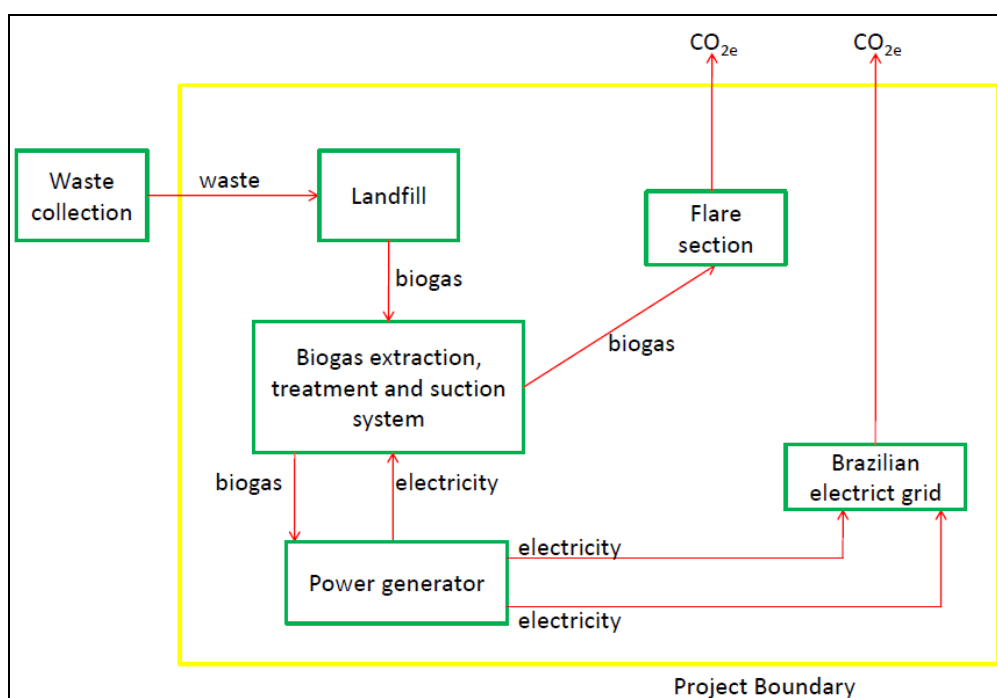 CO2e
CO2e
Waste
collection
waste
Landfill
Flare
section
biogas
Biogas extraction,
treatment and suction
system
biogas
biogas
electricity
Brazilian
electrict grid
Power generator
electricity
electricity
Project Boundary